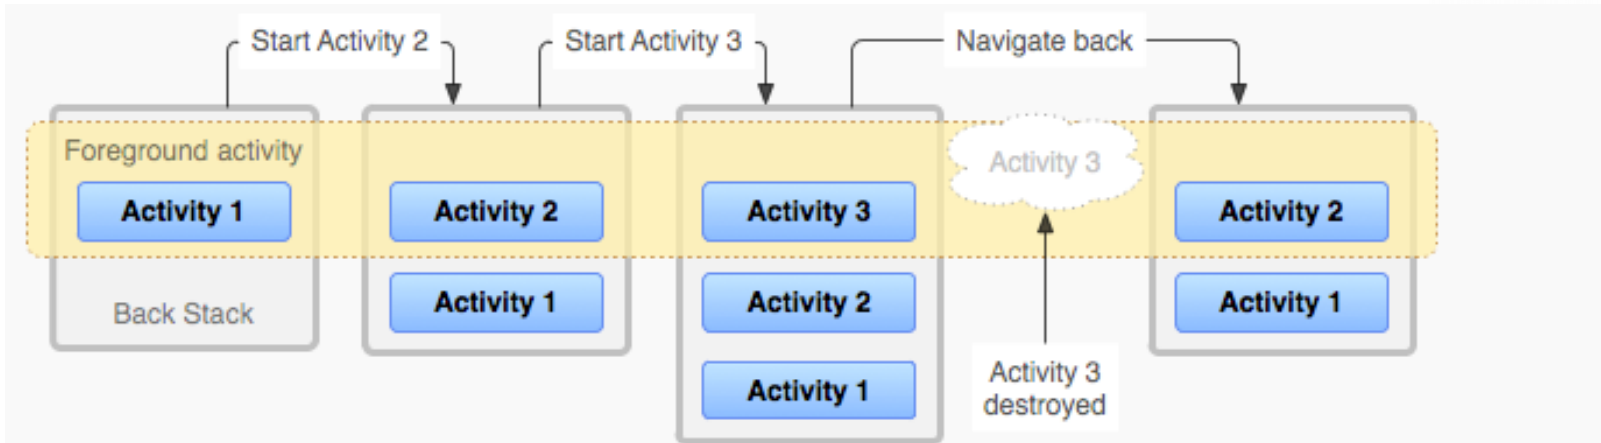 Start Activity 2
Start Activity 3
Navigate back
Foreground activity
Activity 3
Activity 1
Activity 2
Activity 3
Activity 2
Back Stack
Activity 1
Activity 2
Activity 1
Activity 1
Activity 3
destroyed